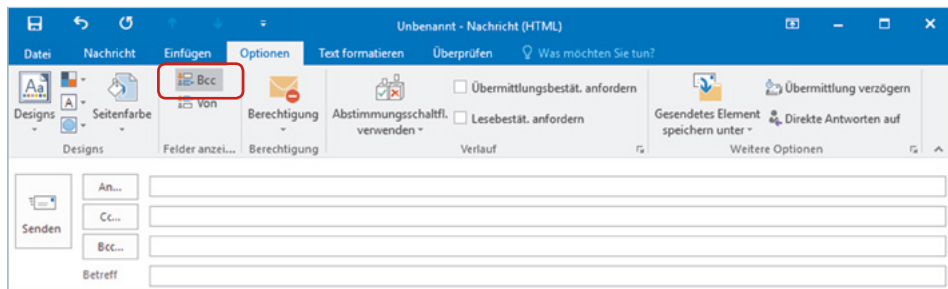 Unbenannt - Nachricht (HTML)
Datei Nachricht Einfügen Optionen Text formatieren Überprüfen Was möchten Sie tun?
Aa
Designs
A
Seitenfarbe
Designs
Bcc
Von
Felder anzei...
Berechtigung
Berechtigung
Abstimmungsschaltfl.
verwenden
Übermittlungsbestät. anfordern
Lesebestät. anfordern
Verlauf
Gesendetes Element
speichern unter
Übermittlung verzögern
Direkte Antworten auf
Weitere Optionen
Senden
An...
Cc...
Bcc...
Betreff